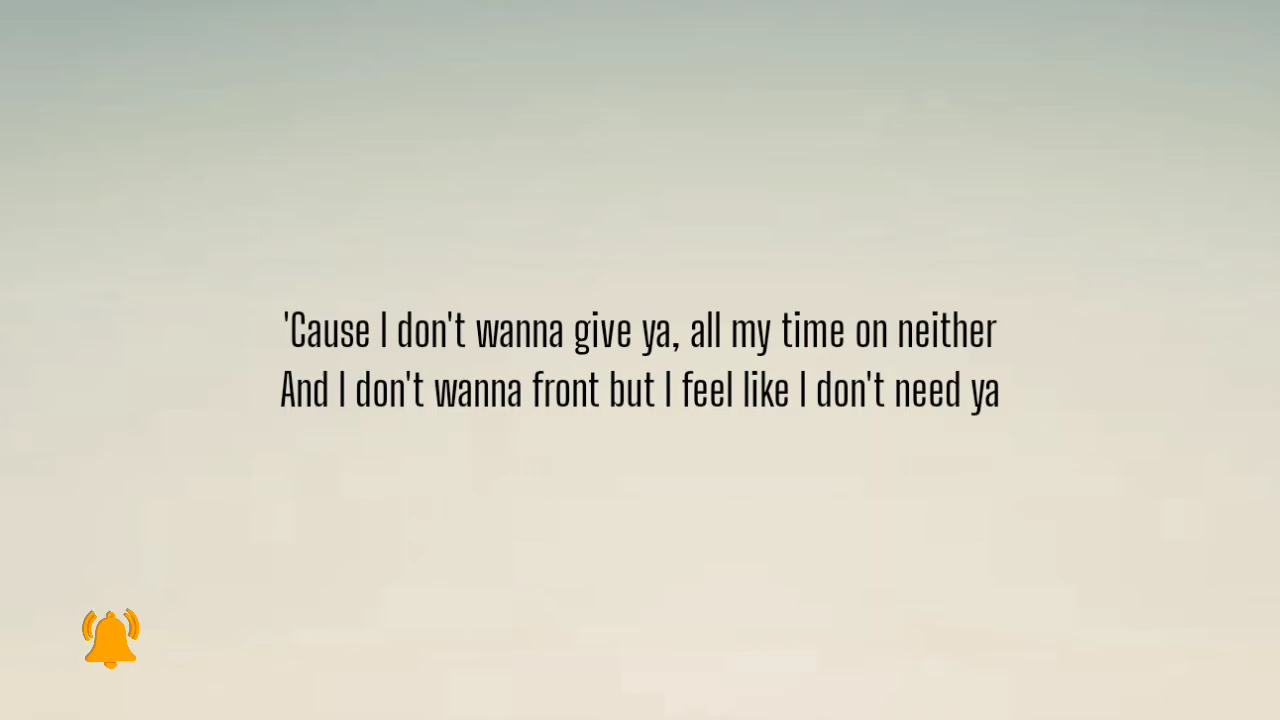 'Cause I don't wanna give ya, all my time on neither
And I don't wanna front but I feel like I don't need ya